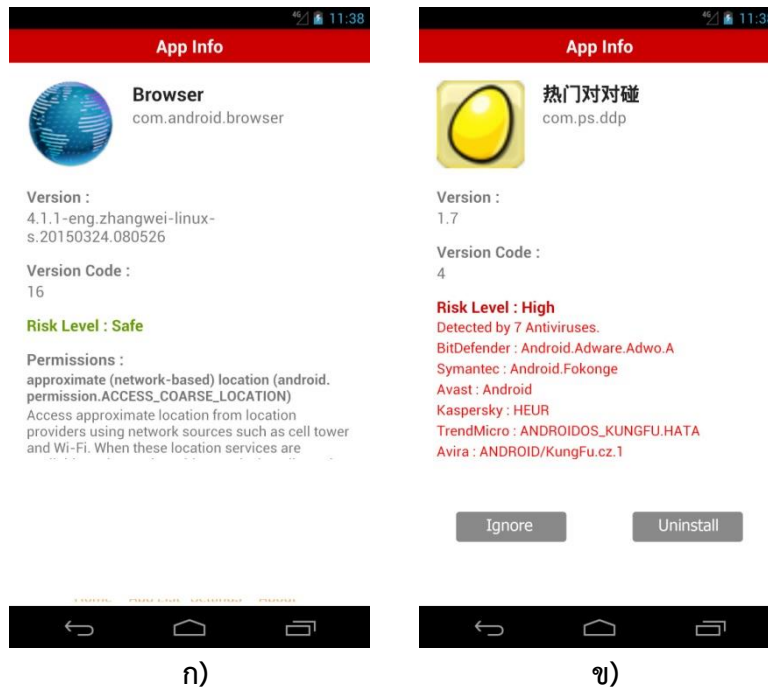 4G 11:38
App Info
Browser
com.android.browser
Version :
4.1.1-eng.zhangwei-linux-
s.20150324.080526
Version Code :
16
Risk Level : Safe
Permissions :
approximate (network-based) location (android.
permission.ACCESS_COARSE_LOCATION)
Access approximate location from location
providers using network sources such as cell tower
and Wi-Fi. When these location services are
ก)
4G 11:38
App Info
热门对对碰
com.ps.ddp
Version :
1.7
Version Code :
4
Risk Level : High
Detected by 7 Antiviruses.
BitDefender : Android.Adware.Adwo.A
Symantec : Android.Fokonge
Avast : Android
Kaspersky : HEUR
TrendMicro : ANDROIDOS_KUNGFU.HATA
Avira : ANDROID/KungFu.cz.1
Ignore Uninstall
ข)